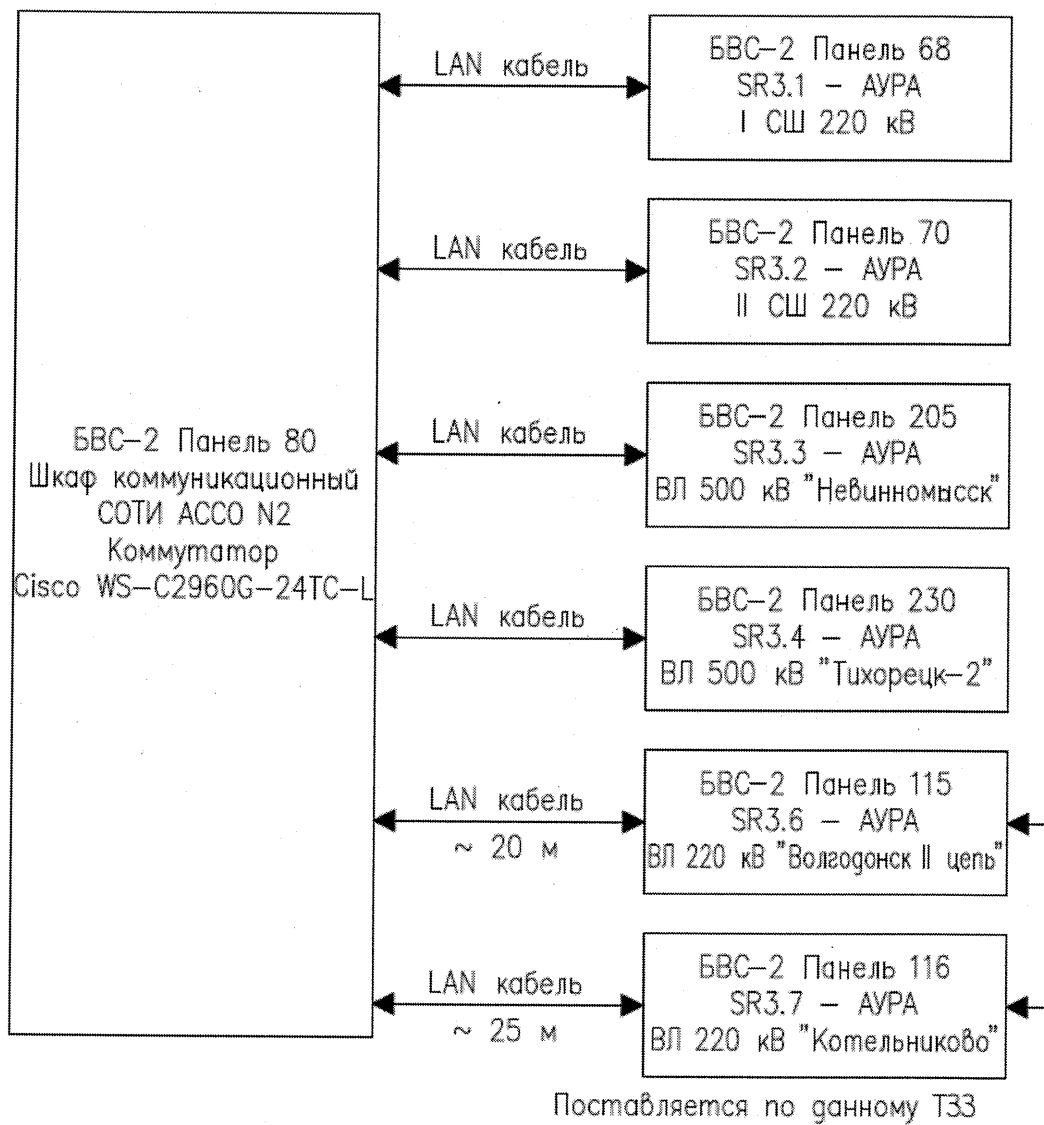 БВС-2 Панель 80
Шкаф коммуникационный
СОТИ АССО N2
Коммутатор
Cisco WS-C2960G-24TC-L
LAN кабель
БВС-2 Панель 68
SR3.1 - АУРА
I СШ 220 кВ
LAN кабель
БВС-2 Панель 70
SR3.2 - АУРА
II СШ 220 кВ
LAN кабель
БВС-2 Панель 205
SR3.3 - АУРА
ВЛ 500 кВ "Невинномысск"
LAN кабель
БВС-2 Панель 230
SR3.4 - АУРА
ВЛ 500 кВ "Тихорецк-2"
LAN кабель
~ 20 м
БВС-2 Панель 115
SR3.6 - АУРА
ВЛ 220 кВ "Волгодонск II цепь"
LAN кабель
~ 25 м
БВС-2 Панель 116
SR3.7 - АУРА
ВЛ 220 кВ "Котельниково"
Поставляется по данному ТЗЗ